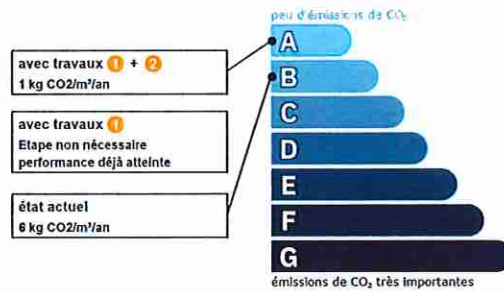 peu d'émissions de CO₂
avec travaux 1 + 2
1 kg CO2/m²/an
avec travaux 1
Etape non nécessaire
performance déjà atteinte
état actuel
6 kg CO2/m²/an
A
B
C
D
E
F
G
émissions de CO₂ très importantes